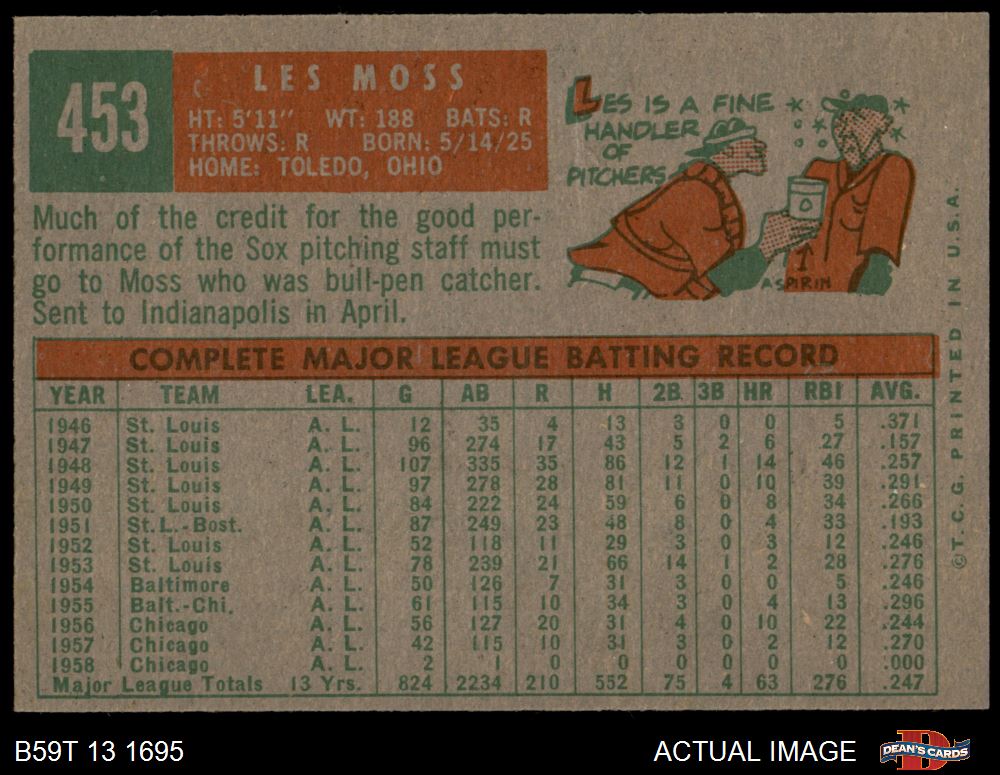 453
LES MOSS
HT: 5'11" WT: 188 BATS: R
THROWS: R BORN: 5/14/25
HOME: TOLEDO, OHIO
LES IS A FINE
HANDLER
OF
PITCHERS
ASPIRIN
Much of the credit for the good per-
formance of the Sox pitching staff must
go to Moss who was bull-pen catcher.
Sent to Indianapolis in April.
COMPLETE MAJOR LEAGUE BATTING RECORD
YEAR TEAM LEA. G AB R H 2B 3B HR RBI AVG.
1946 St. Louis A. L. 12 35 4 13 3 0 0 5 .371
1947 St. Louis A. L. 96 274 17 43 5 2 6 27 .157
1948 St. Louis A. L. 107 335 35 86 12 1 14 46 .257
1949 St. Louis A. L. 97 278 28 81 11 0 10 39 .291
1950 St. Louis A. L. 84 222 24 59 6 0 8 34 .266
1951 St.L.-Bost. A. L. 87 249 23 48 8 0 4 33 .193
1952 St. Louis A. L. 52 118 11 29 3 0 3 12 .246
1953 St. Louis A. L. 78 239 21 66 14 1 2 28 .276
1954 Baltimore A. L. 50 126 7 31 3 0 0 5 .246
1955 Balt.-Chi. A. L. 61 115 10 34 3 0 4 13 .296
1956 Chicago A. L. 56 127 20 31 4 0 10 22 .244
1957 Chicago A. L. 42 115 10 31 3 0 2 12 .270
1958 Chicago A. L. 2 1 0 0 0 0 0 0 .000
Major League Totals 13 Yrs. 824 2234 210 552 75 4 63 276 .247
©T. C. G. PRINTED IN U.S.A.
B59T 13 1695
ACTUAL IMAGE
D
DEAN'S CARDS